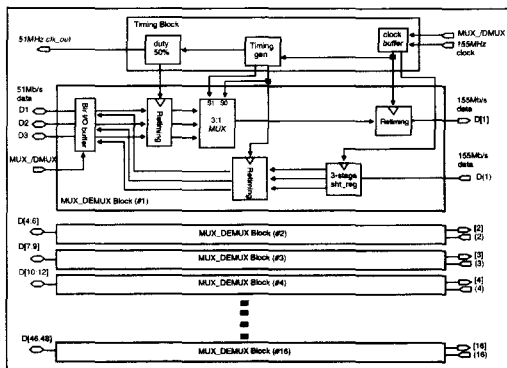 Timing Block
51MHz clk_out
duty 50%
Timing gen
clock buffer
MUX_/DMUX
155MHz clock
51Mb/s data
D1
D2
D3
MUX_/DMUX
Bir I/O buffer
Retiming
S1 S0
3:1 MUX
Retiming
155Mb/s data
D[1]
Retiming
3-stage sht_reg
155Mb/s data
D(1)
MUX_DEMUX Block (#1)
D[4:6]
MUX_DEMUX Block (#2)
[2]
(2)
D[7:9]
MUX_DEMUX Block (#3)
[3]
(3)
D[10:12]
MUX_DEMUX Block (#4)
[4]
(4)
D[46:48]
MUX_DEMUX Block (#16)
[16]
(16)